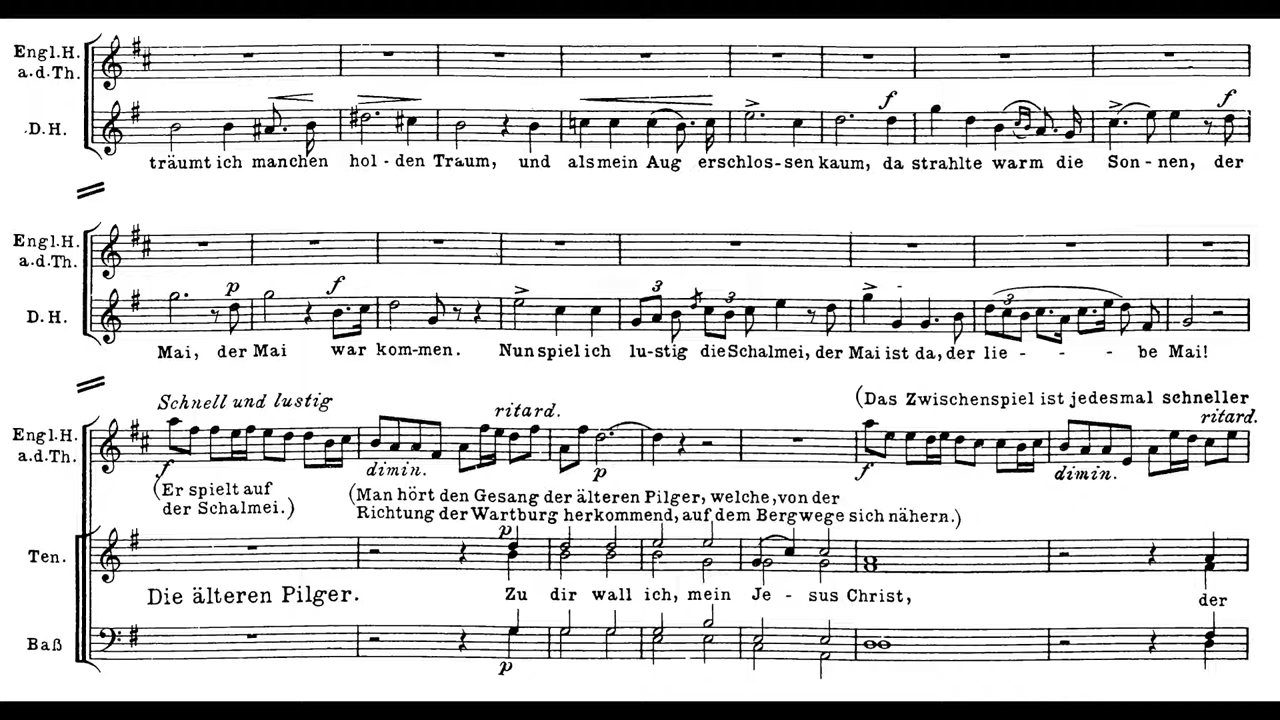 Engl.H.
a.d.Th.
D.H.
träumt ich manchen hol - den Traum, und als mein Aug erschlos - sen kaum, da strahlte warm die Son - nen, der
Engl.H.
a.d.Th.
D.H.
Mai, der Mai war kom-men. Nun spiel ich lu-stig die Schalmei, der Mai ist da, der lie - - - be Mai!
(Das Zwischenspiel ist jedesmal schneller
Schnell und lustig
ritard.
ritard.
Engl.H.
a.d.Th.
dimin.
dimin.
(Er spielt auf
der Schalmei.)
(Man hört den Gesang der älteren Pilger, welche, von der
Richtung der Wartburg herkommend, auf dem Bergwege sich nähern.)
Ten.
Die älteren Pilger.
Zu dir wall ich, mein Je - sus Christ, der
Baß